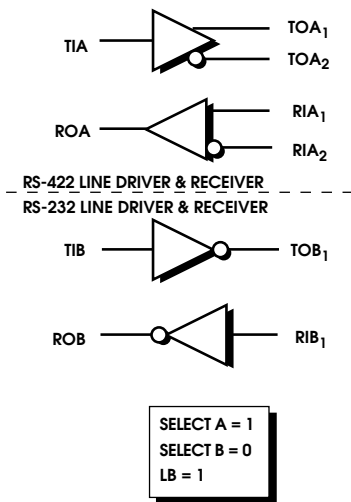 TIA
TOA1
TOA2
ROA
RIA1
RIA2
RS-422 LINE DRIVER & RECEIVER
RS-232 LINE DRIVER & RECEIVER
TIB
TOB1
ROB
RIB1
SELECT A = 1
SELECT B = 0
LB = 1